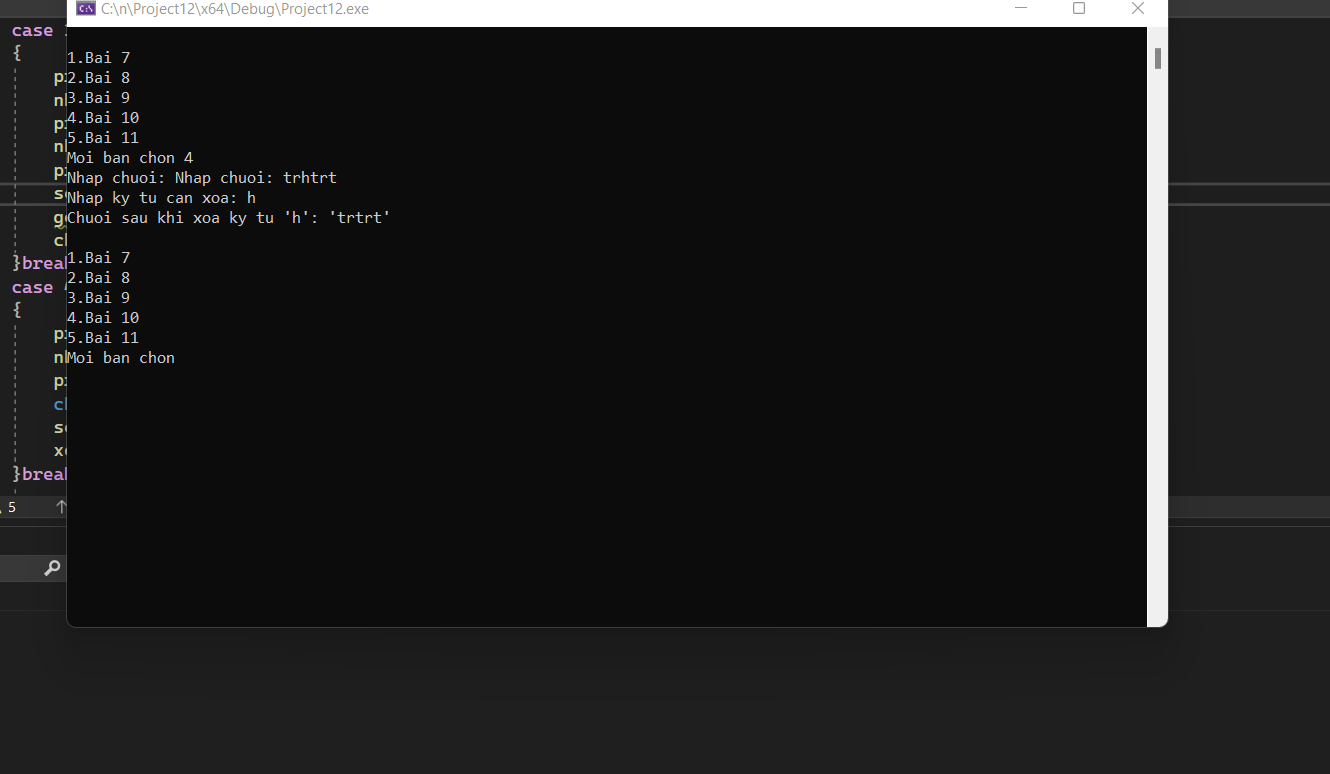 C:\n\Project12\x64\Debug\Project12.exe
case
{
1.Bai 7
2.Bai 8
3.Bai 9
4.Bai 10
5.Bai 11
Moi ban chon 4
Nhap chuoi: Nhap chuoi: trhtrt
Nhap ky tu can xoa: h
Chuoi sau khi xoa ky tu 'h': 'trtrt'
1.Bai 7
2.Bai 8
3.Bai 9
4.Bai 10
5.Bai 11
Moi ban chon
}
case
{
}
5